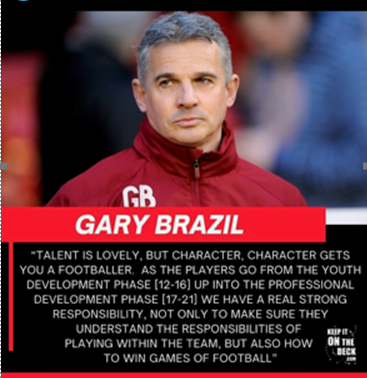 GB
GARY BRAZIL
"TALENT IS LOVELY, BUT CHARACTER, CHARACTER GETS
YOU A FOOTBALLER. AS THE PLAYERS GO FROM THE YOUTH
DEVELOPMENT PHASE [12-16] UP INTO THE PROFESSIONAL
DEVELOPMENT PHASE [17-21] WE HAVE A REAL STRONG
RESPONSIBILITY, NOT ONLY TO MAKE SURE THEY
UNDERSTAND THE RESPONSIBILITIES OF
PLAYING WITHIN THE TEAM, BUT ALSO HOW
TO WIN GAMES OF FOOTBALL"
KEEP IT
ON THE
DECK
.COM